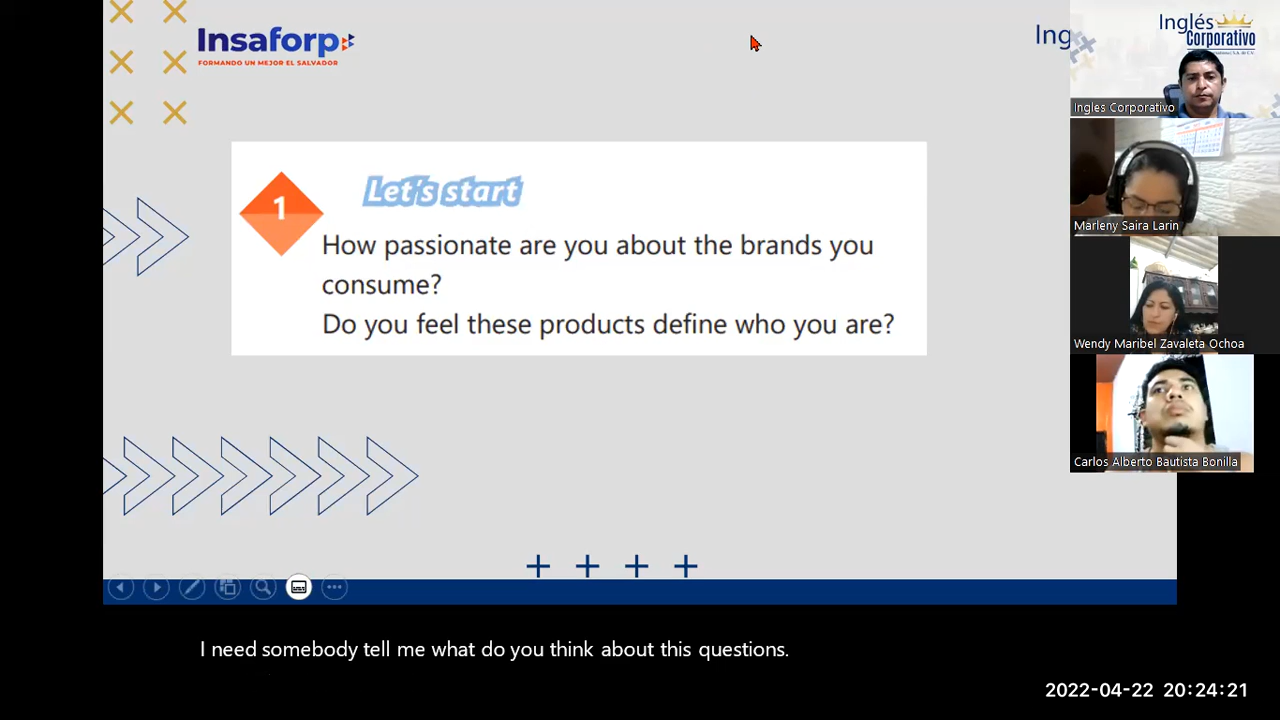 Insaforp
FORMANDO UN MEJOR EL SALVADOR
Ing
Inglés
Corporativo
Ingles Corporativo
1
Let's start
How passionate are you about the brands you
consume?
Do you feel these products define who you are?
Marleny Saira Larin
Wendy Maribel Zavaleta Ochoa
Carlos Alberto Bautista Bonilla
I need somebody tell me what do you think about this questions.
2022-04-22 20:24:21